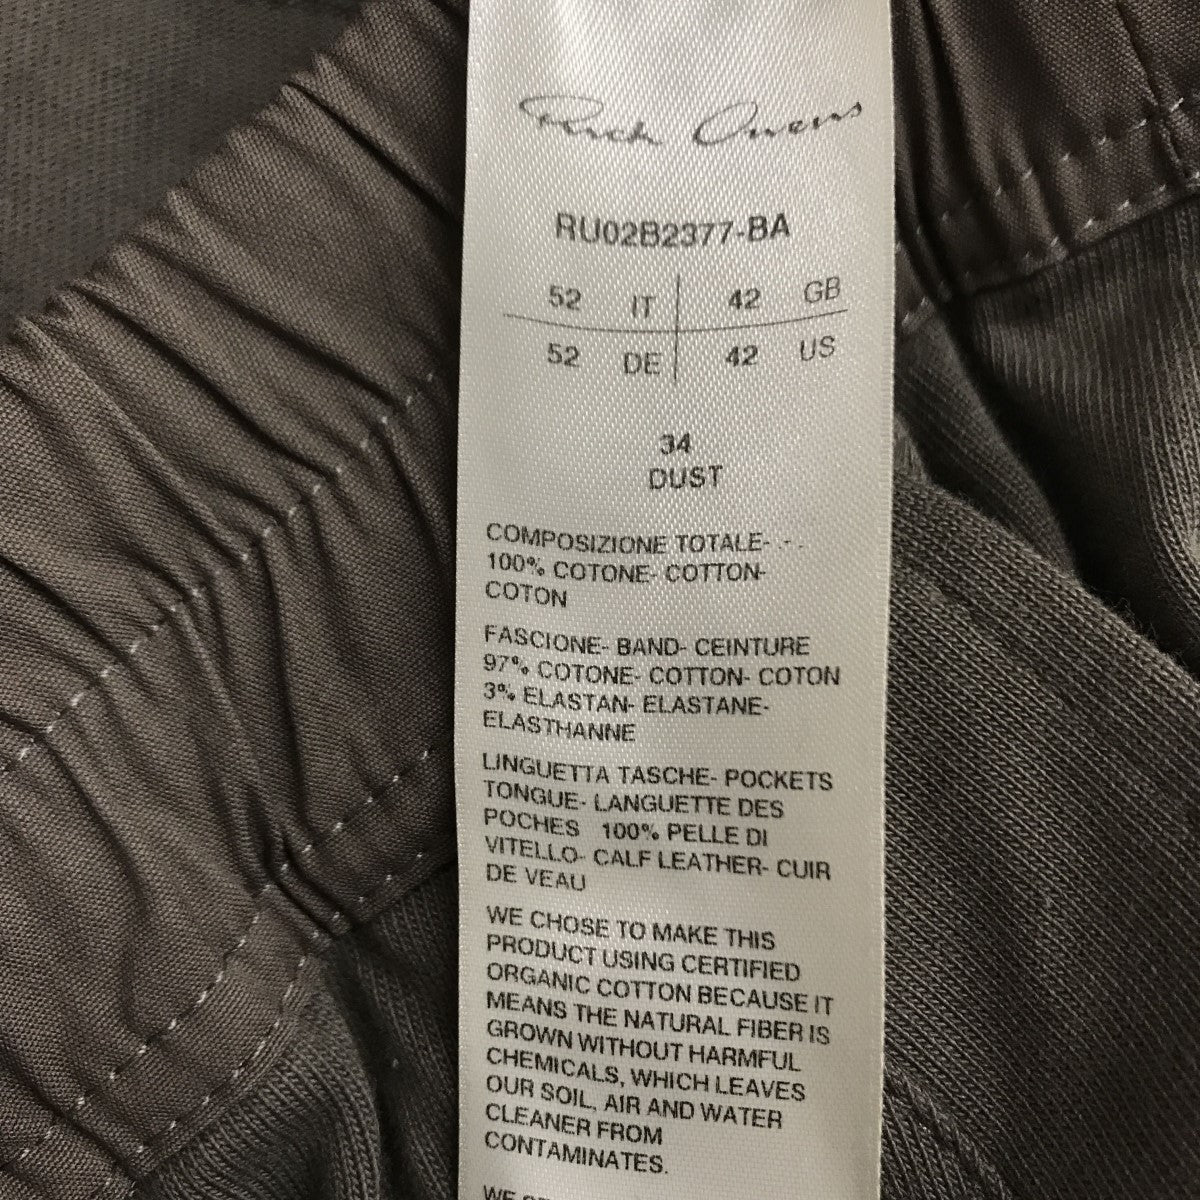 Rick Owens
RU02B2377-BA
52 IT 42 GB
52 DE 42 US
34
DUST
COMPOSIZIONE TOTALE- - -
100% COTONE- COTTON-
COTON
FASCIONE- BAND- CEINTURE
97% COTONE- COTTON- COTON
3% ELASTAN- ELASTANE-
ELASTHANNE
LINGUETTA TASCHE- POCKETS
TONGUE- LANGUETTE DES
POCHES 100% PELLE DI
VITELLO- CALF LEATHER- CUIR
DE VEAU
WE CHOSE TO MAKE THIS
PRODUCT USING CERTIFIED
ORGANIC COTTON BECAUSE IT
MEANS THE NATURAL FIBER IS
GROWN WITHOUT HARMFUL
CHEMICALS, WHICH LEAVES
OUR SOIL, AIR AND WATER
CLEANER FROM
CONTAMINATES.
WE